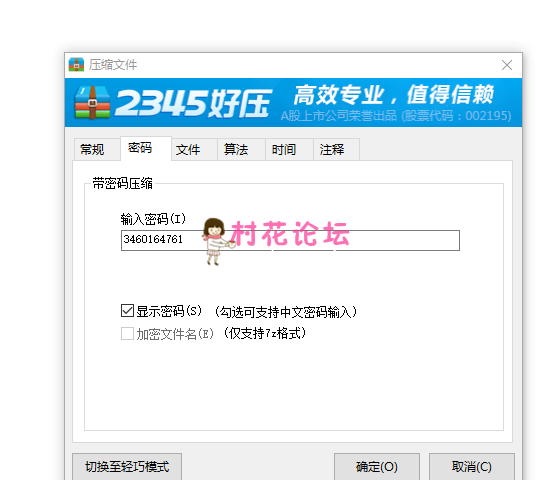 压缩文件
2345好压
高效专业，值得信赖
A股上市公司荣誉出品 (股票代码：002195)
常规 密码 文件 算法 时间 注释
带密码压缩
输入密码(I)
3460164761
村花论坛
显示密码(S) (勾选可支持中文密码输入)
加密文件名(E) (仅支持7z格式)
切换至轻巧模式 确定(O) 取消(C)